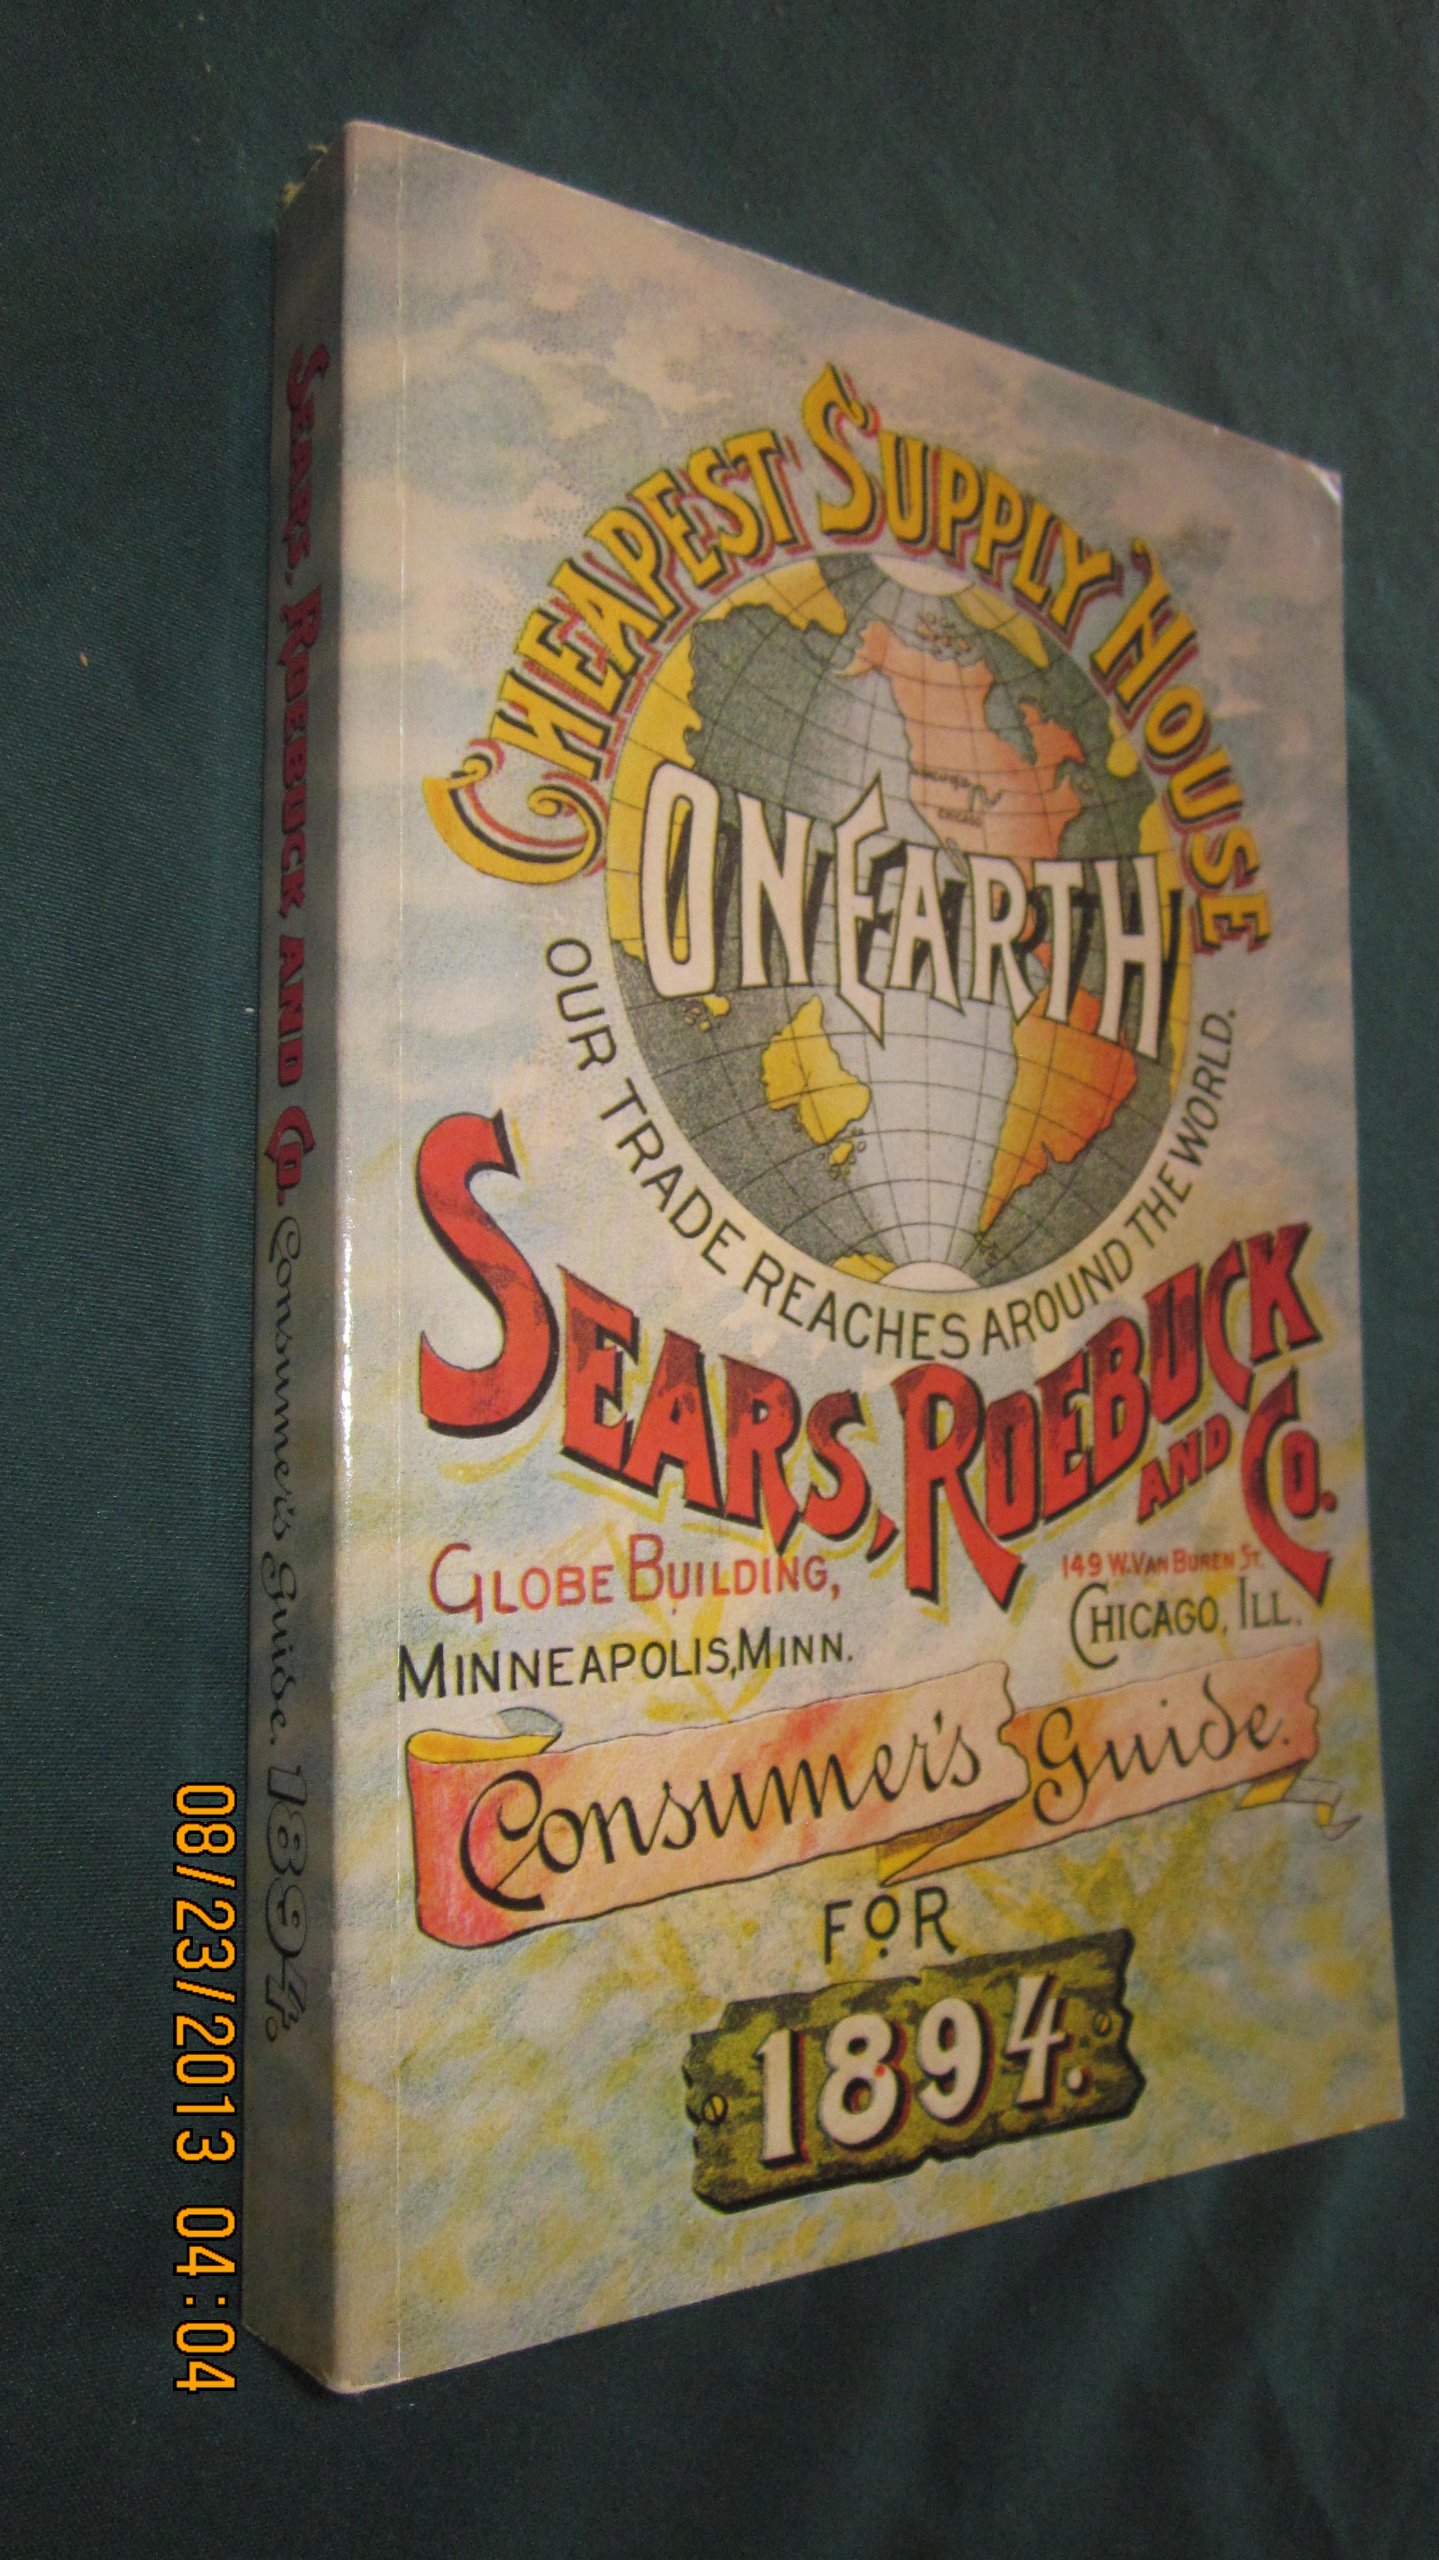 CHEAPEST SUPPLY HOUSE
ON EARTH
CHICAGO
OUR TRADE REACHES AROUND THE WORLD.
SEARS, ROEBUCK AND CO.
GLOBE BUILDING,
MINNEAPOLIS, MINN.
149 W. VAN BUREN ST.
CHICAGO, ILL.
Consumer's Guide.
FOR
1894.
SEARS, ROEBUCK AND CO. Consumer's Guide. 1894.
08/23/2013 04:04